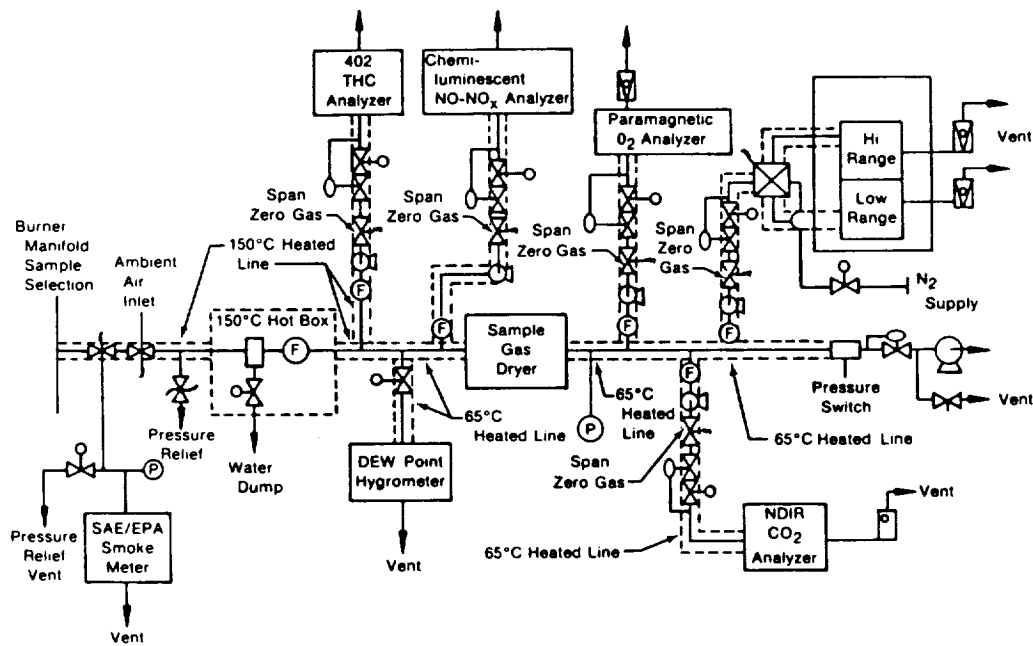 402
THC
Analyzer
Chemi-
luminescent
NO-NOx Analyzer
Paramagnetic
02 Analyzer
Hi
Range
Low
Range
Vent
Span
Zero Gas
Span
Zero Gas
Span
Zero Gas
Span
Zero
Gas
N2
Supply
Burner
Manifold
Sample
Selection
Ambient
Air
Inlet
150°C Heated
Line
150°C Hot Box
F
F
F
F
F
F
Sample
Gas
Dryer
Pressure
Switch
Vent
65°C
Heated Line
65°C
Heated
Line
65°C Heated Line
P
P
Pressure
Relief
Water
Dump
DEW Point
Hygrometer
Span
Zero Gas
Vent
Pressure
Relief
Vent
SAE/EPA
Smoke
Meter
Vent
65°C Heated Line
NDIR
CO2
Analyzer
Vent